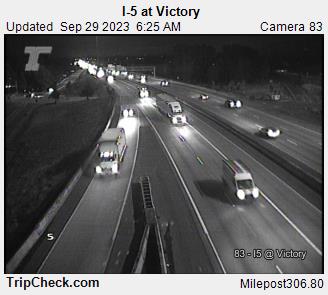 I-5 at Victory
Updated  Sep 29 2023  6:25 AM
Camera 83
T
S
83 - I5 @ Victory
TripCheck.com
Milepost306.80